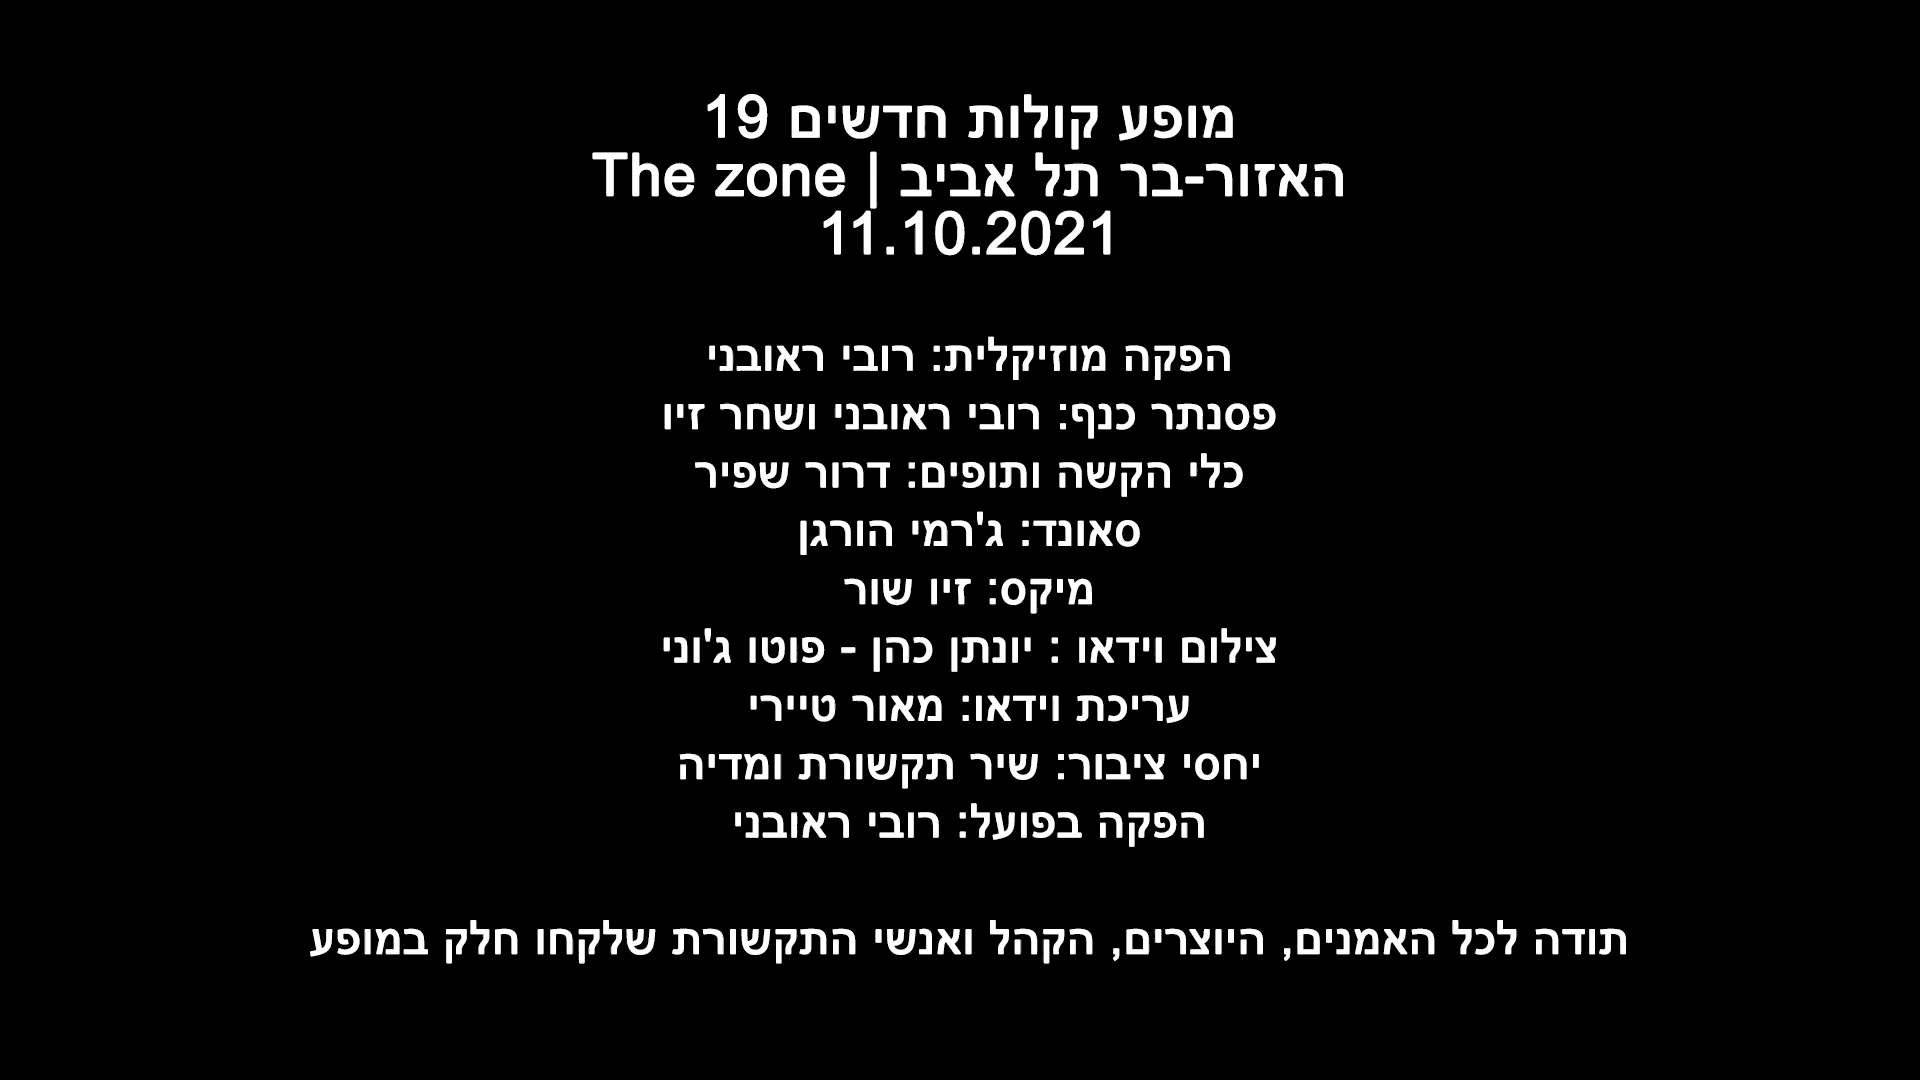 מופע קולות חדשים 19
האזור-בר תל אביב | The zone
11.10.2021
הפקה מוזיקלית: רובי ראובני
פסנתר כנף: רובי ראובני ושחר זיו
כלי הקשה ותופים: דרור שפיר
סאונד: ג'רמי הורגן
מיקס: זיו שור
צילום וידאו : יונתן כהן - פוטו ג'וני
עריכת וידאו: מאור טיירי
יחסי ציבור: שיר תקשורת ומדיה
הפקה בפועל: רובי ראובני
תודה לכל האמנים, היוצרים, הקהל ואנשי התקשורת שלקחו חלק במופע